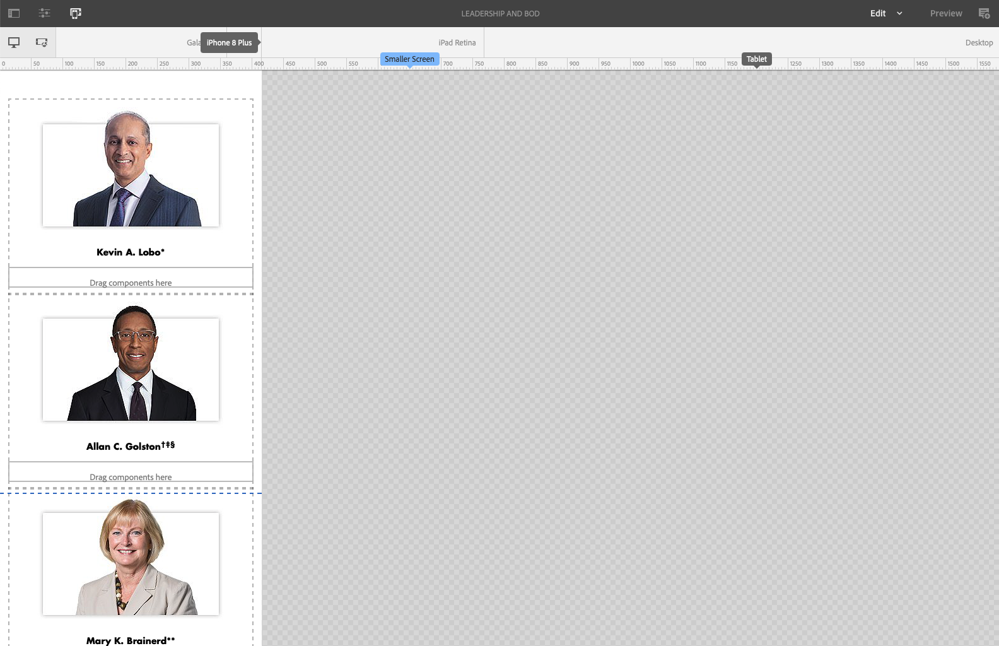 LEADERSHIP AND BOD
Edit
Preview
Gala
iPhone 8 Plus
iPad Retina
Desktop
Smaller Screen
Tablet
0 50 100 150 200 250 300 350 400 450 500 550 700 750 800 850 900 950 1000 1050 1100 1150 1250 1300 1350 1400 1450 1500 1550
Kevin A. Lobo*
Drag components here
Allan C. Golston†‡§
Drag components here
Mary K. Brainerd**